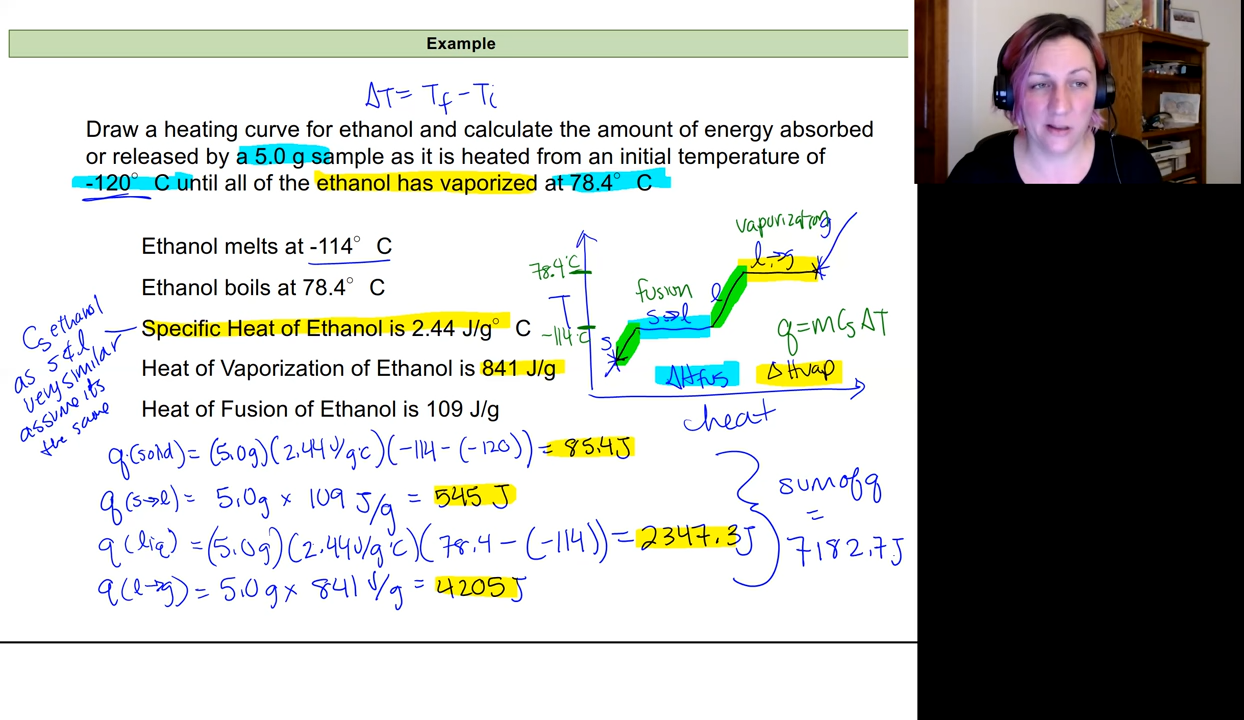 Example
ΔT = Tf - Ti
Draw a heating curve for ethanol and calculate the amount of energy absorbed
or released by a 5.0 g sample as it is heated from an initial temperature of
-120° C until all of the ethanol has vaporized at 78.4° C
Ethanol melts at -114° C
Ethanol boils at 78.4° C
Specific Heat of Ethanol is 2.44 J/g° C
Heat of Vaporization of Ethanol is 841 J/g
Heat of Fusion of Ethanol is 109 J/g
Cs ethanol
as s & l
very similar
assume its
the same
vaporization
g
l→g
78.4°C
fusion
l
s→l
T
-114°C
s
q=mCsΔT
ΔHfus
ΔHvap
heat
q(solid) = (5.0g)(2.44J/g°C)(-114-(-120)) = 85.4J
q(s→l) = 5.0g × 109 J/g = 545 J
q(liq) = (5.0g)(2.44J/g°C)(78.4-(-114)) = 2347.3J
q(l→g) = 5.0g × 841 J/g = 4205J
sum of q
=
7182.7J